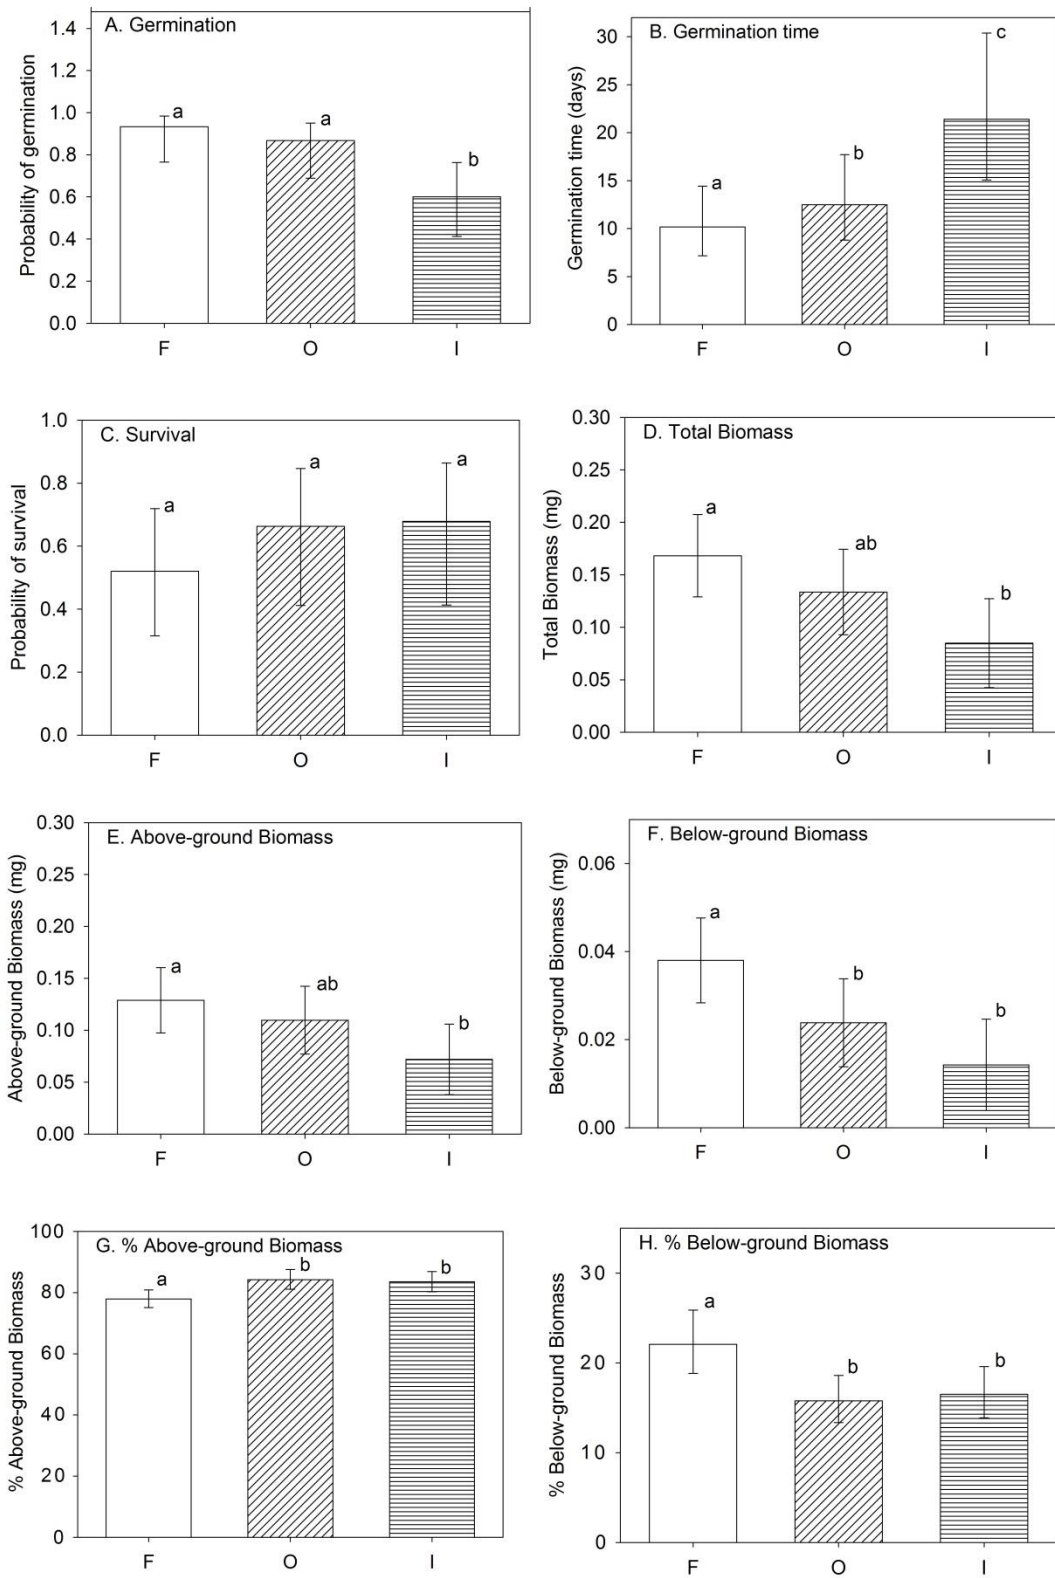 A. Germination
Probability of germination
1.4
1.2
1.0
0.8
0.6
0.4
0.2
0.0
a
a
b
F O I
B. Germination time
Germination time (days)
30
25
20
15
10
5
0
a
b
c
F O I
C. Survival
Probability of survival
1.0
0.8
0.6
0.4
0.2
0.0
a
a
a
F O I
D. Total Biomass
Total Biomass (mg)
0.30
0.25
0.20
0.15
0.10
0.05
0.00
a
ab
b
F O I
E. Above-ground Biomass
Above-ground Biomass (mg)
0.30
0.25
0.20
0.15
0.10
0.05
0.00
a
ab
b
F O I
F. Below-ground Biomass
Below-ground Biomass (mg)
0.06
0.04
0.02
0.00
a
b
b
F O I
G. % Above-ground Biomass
% Above-ground Biomass
100
80
60
40
20
0
a
b
b
F O I
H. % Below-ground Biomass
% Below-ground Biomass
30
20
10
0
a
b
b
F O I